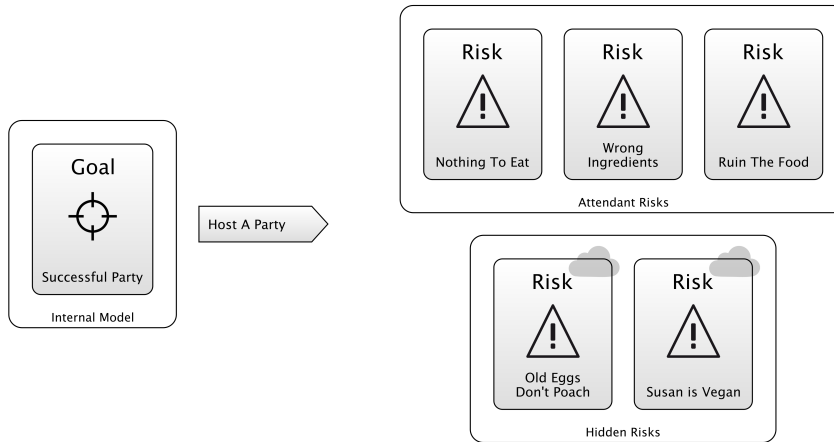 Goal
Successful Party
Internal Model
Host A Party
Risk
Nothing To Eat
Risk
Wrong
Ingredients
Risk
Ruin The Food
Attendant Risks
Risk
Old Eggs
Don't Poach
Risk
Susan is Vegan
Hidden Risks